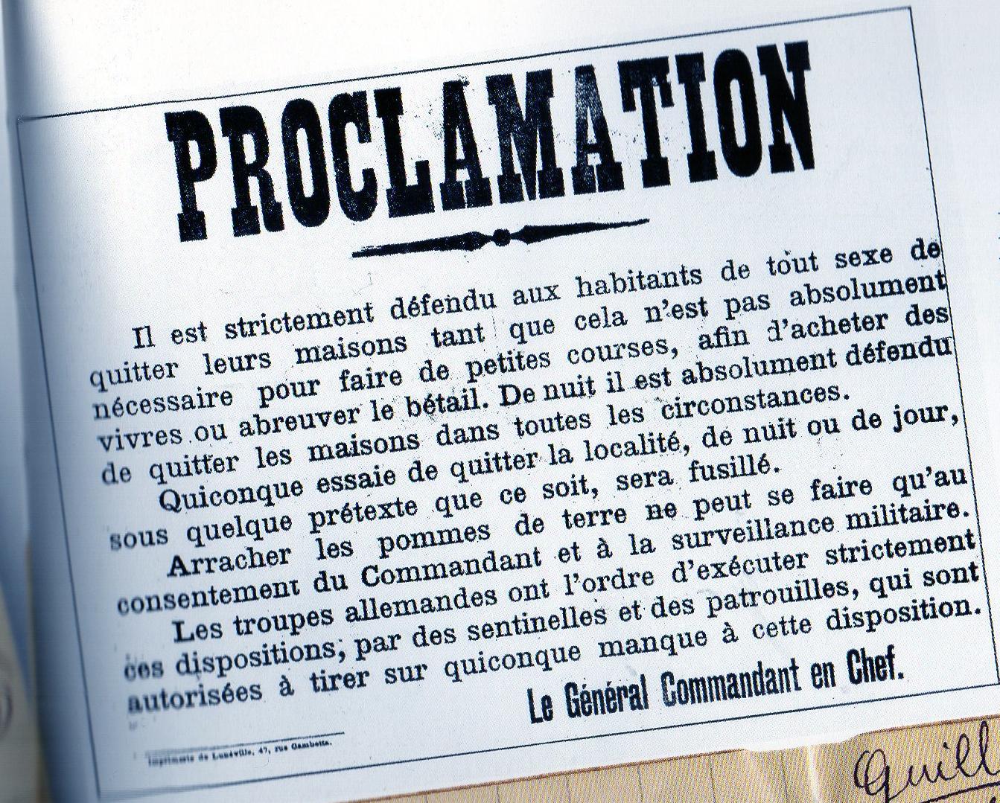 PROCLAMATION
Il est strictement défendu aux habitants de tout sexe de
quitter leurs maisons tant que cela n'est pas absolument
nécessaire pour faire de petites courses, afin d'acheter des
vivres ou abreuver le bétail. De nuit il est absolument défendu
de quitter les maisons dans toutes les circonstances.
Quiconque essaie de quitter la localité, de nuit ou de jour,
sous quelque prétexte que ce soit, sera fusillé.
Arracher les pommes de terre ne peut se faire qu'au
consentement du Commandant et à la surveillance militaire.
Les troupes allemandes ont l'ordre d'exécuter strictement
ces dispositions; par des sentinelles et des patrouilles, qui sont
autorisées à tirer sur quiconque manque à cette disposition.
Le Général Commandant en Chef.
Imprimerie de Lunéville, 47, rue Gambetta.
Quill